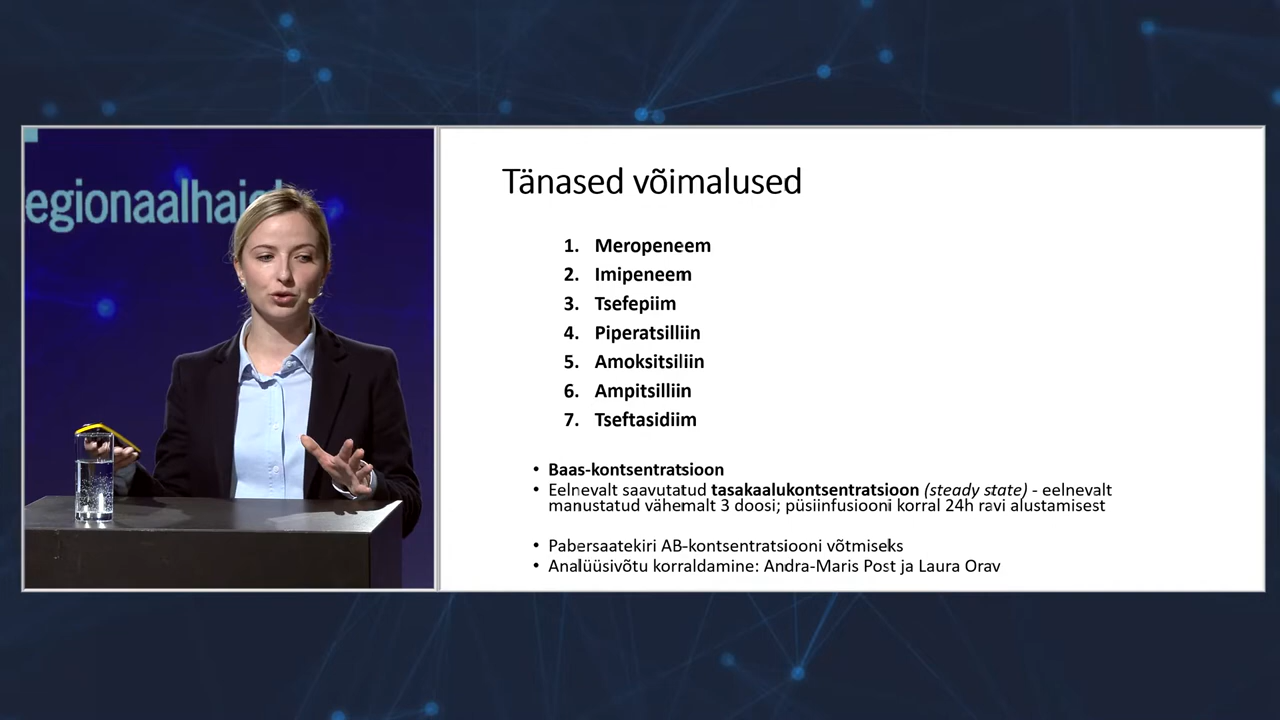 Tänased võimalused
1. Meropeneem
2. Imipeneem
3. Tsefepiim
4. Piperatsilliin
5. Amoksitsiliin
6. Ampitsilliin
7. Tseftasidiim
• Baas-kontsentratsioon
• Eelnevalt saavutatud tasakaalukontsentratsioon (steady state) - eelnevalt
manustatud vähemalt 3 doosi; püsiinfusiooni korral 24h ravi alustamisest
• Pabersaatekiri AB-kontsentratsiooni võtmiseks
• Analüüsivõtu korraldamine: Andra-Maris Post ja Laura Orav